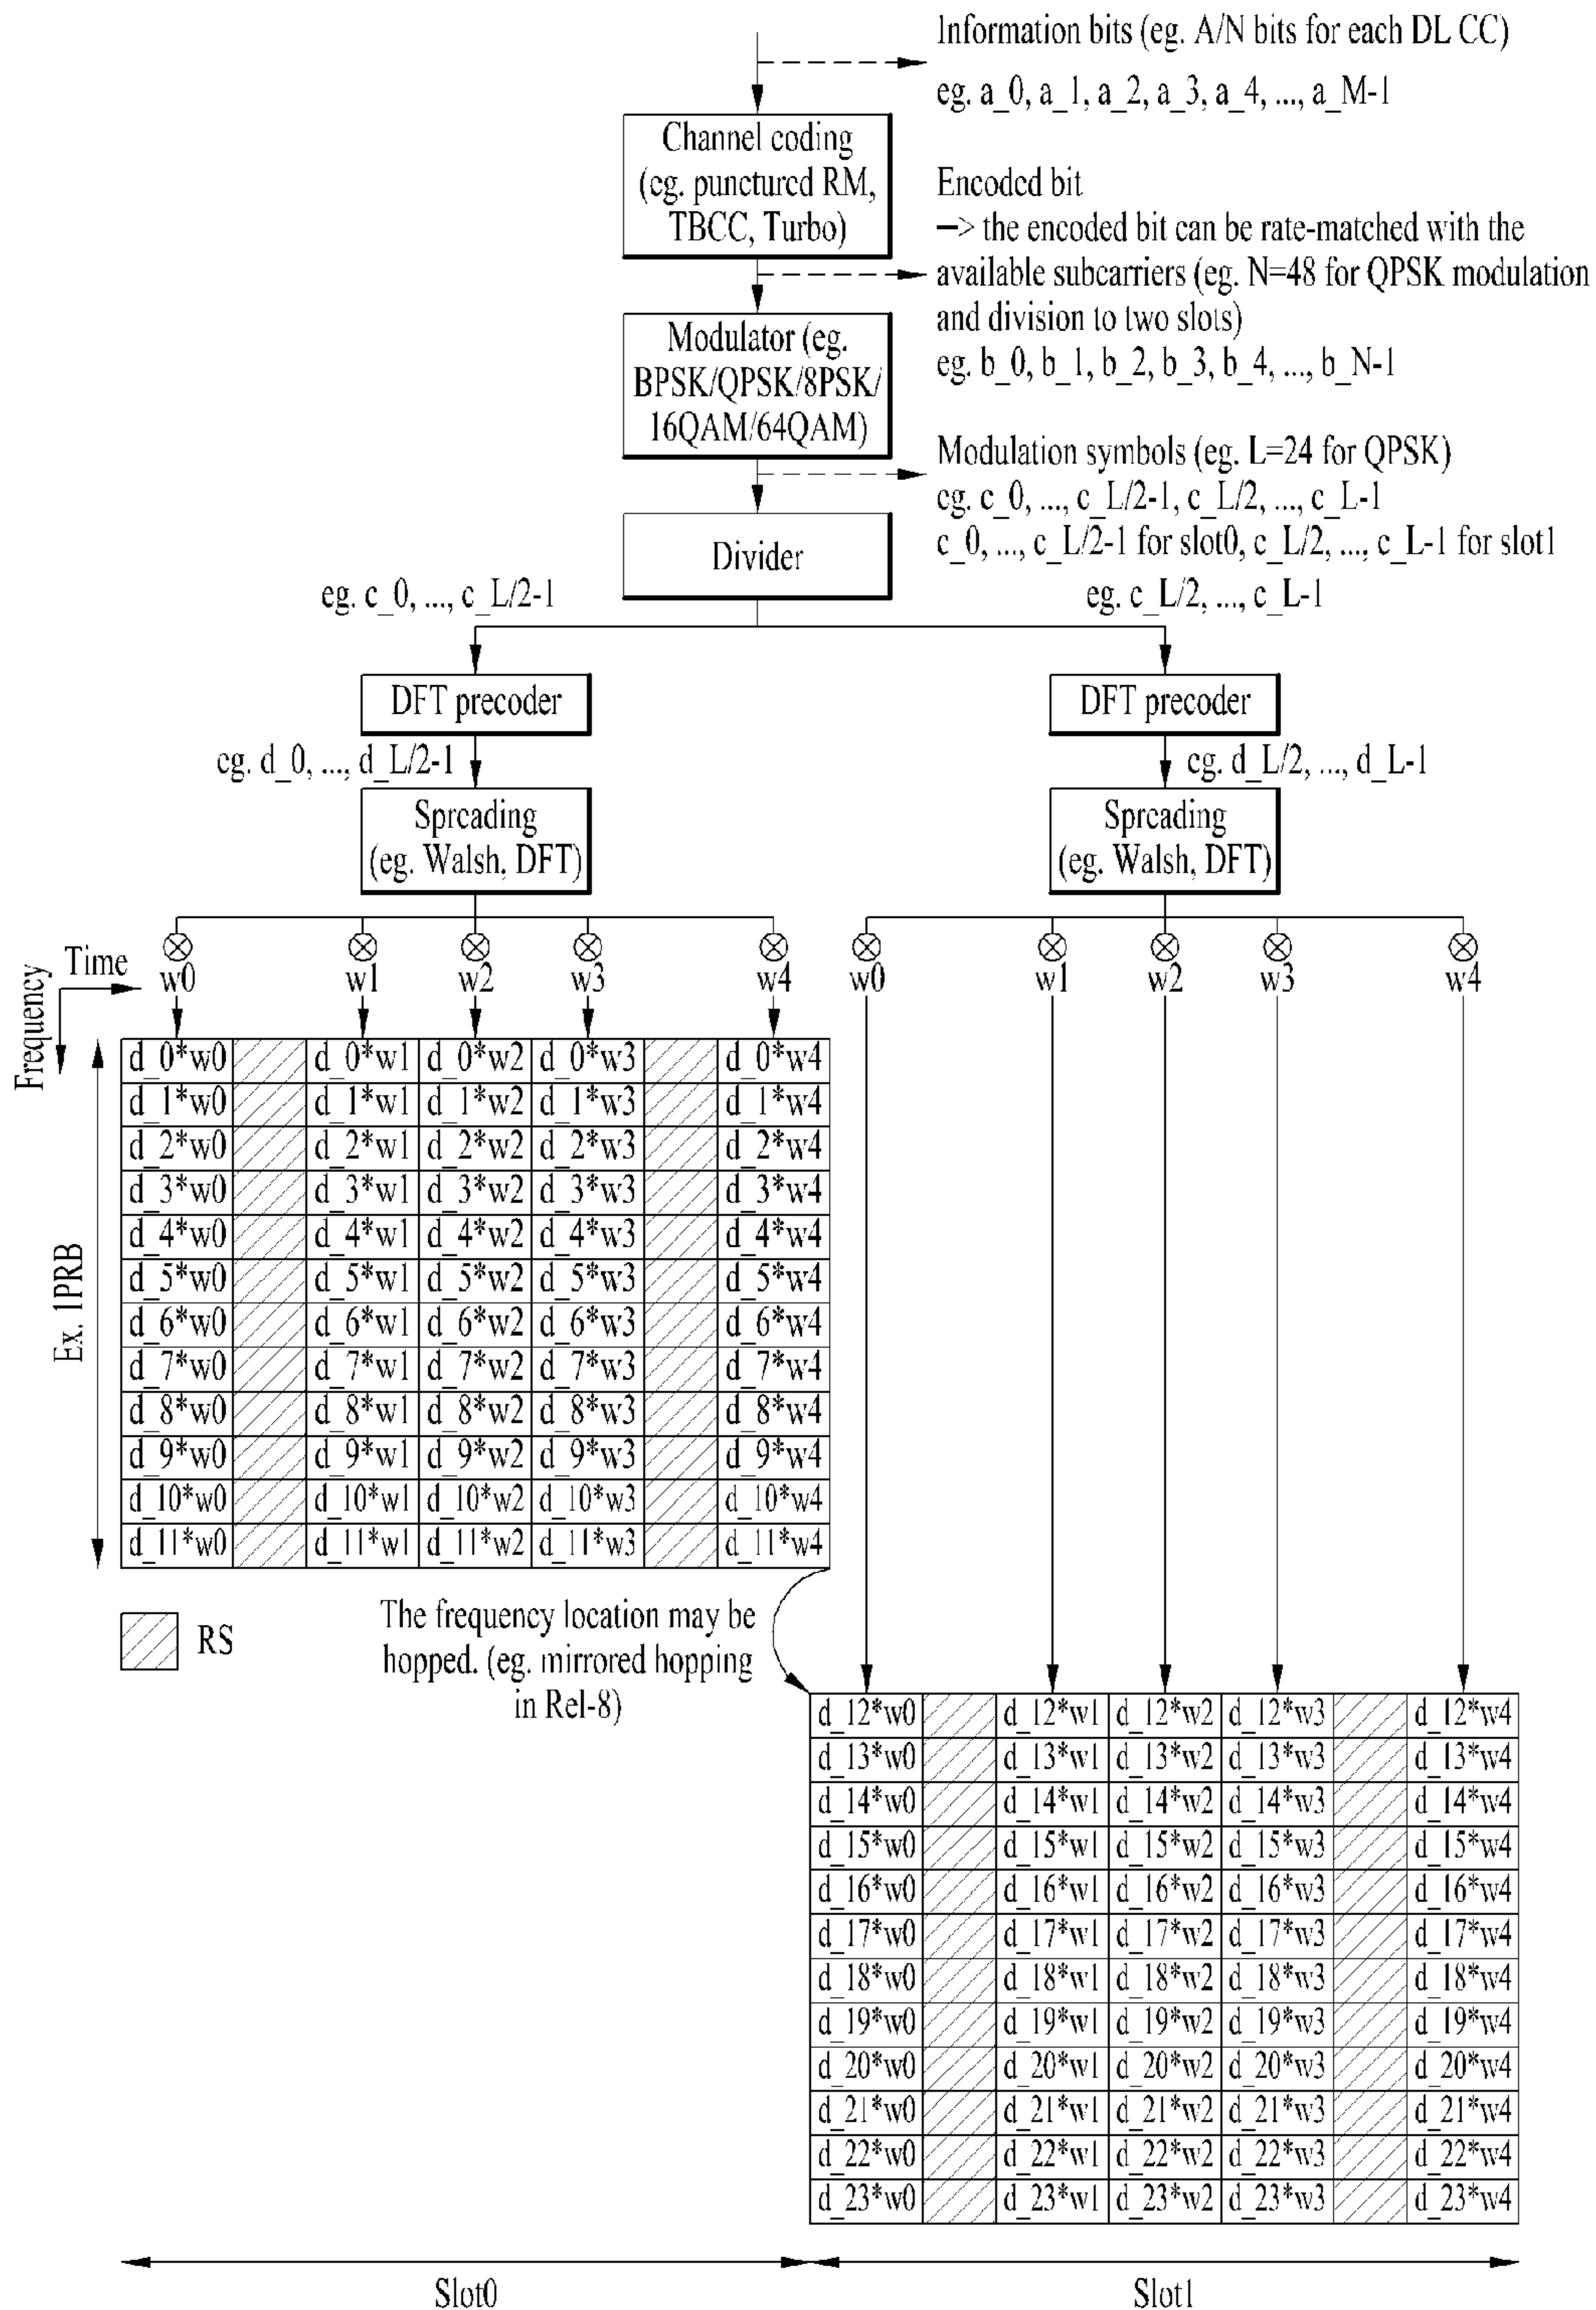 Information bits (eg. A/N bits for each DL CC)
eg. a_0, a_1, a_2, a_3, a_4, ..., a_M-1
Channel coding
(eg. punctured RM,
TBCC, Turbo)
Encoded bit
–> the encoded bit can be rate-matched with the
available subcarriers (eg. N=48 for QPSK modulation
and division to two slots)
eg. b_0, b_1, b_2, b_3, b_4, ..., b_N-1
Modulator (eg.
BPSK/QPSK/8PSK/
16QAM/64QAM)
Modulation symbols (eg. L=24 for QPSK)
eg. c_0, ..., c_L/2-1, c_L/2, ..., c_L-1
c_0, ..., c_L/2-1 for slot0, c_L/2, ..., c_L-1 for slot1
Divider
eg. c_0, ..., c_L/2-1
eg. c_L/2, ..., c_L-1
DFT precoder
DFT precoder
eg. d_0, ..., d_L/2-1
eg. d_L/2, ..., d_L-1
Spreading
(eg. Walsh, DFT)
Spreading
(eg. Walsh, DFT)
Time
Frequency
w0 w1 w2 w3 w4
w0 w1 w2 w3 w4
Ex. 1PRB
d_0*w0 d_0*w1 d_0*w2 d_0*w3 d_0*w4
d_1*w0 d_1*w1 d_1*w2 d_1*w3 d_1*w4
d_2*w0 d_2*w1 d_2*w2 d_2*w3 d_2*w4
d_3*w0 d_3*w1 d_3*w2 d_3*w3 d_3*w4
d_4*w0 d_4*w1 d_4*w2 d_4*w3 d_4*w4
d_5*w0 d_5*w1 d_5*w2 d_5*w3 d_5*w4
d_6*w0 d_6*w1 d_6*w2 d_6*w3 d_6*w4
d_7*w0 d_7*w1 d_7*w2 d_7*w3 d_7*w4
d_8*w0 d_8*w1 d_8*w2 d_8*w3 d_8*w4
d_9*w0 d_9*w1 d_9*w2 d_9*w3 d_9*w4
d_10*w0 d_10*w1 d_10*w2 d_10*w3 d_10*w4
d_11*w0 d_11*w1 d_11*w2 d_11*w3 d_11*w4
RS
The frequency location may be
hopped. (eg. mirrored hopping
in Rel-8)
d_12*w0 d_12*w1 d_12*w2 d_12*w3 d_12*w4
d_13*w0 d_13*w1 d_13*w2 d_13*w3 d_13*w4
d_14*w0 d_14*w1 d_14*w2 d_14*w3 d_14*w4
d_15*w0 d_15*w1 d_15*w2 d_15*w3 d_15*w4
d_16*w0 d_16*w1 d_16*w2 d_16*w3 d_16*w4
d_17*w0 d_17*w1 d_17*w2 d_17*w3 d_17*w4
d_18*w0 d_18*w1 d_18*w2 d_18*w3 d_18*w4
d_19*w0 d_19*w1 d_19*w2 d_19*w3 d_19*w4
d_20*w0 d_20*w1 d_20*w2 d_20*w3 d_20*w4
d_21*w0 d_21*w1 d_21*w2 d_21*w3 d_21*w4
d_22*w0 d_22*w1 d_22*w2 d_22*w3 d_22*w4
d_23*w0 d_23*w1 d_23*w2 d_23*w3 d_23*w4
Slot0
Slot1